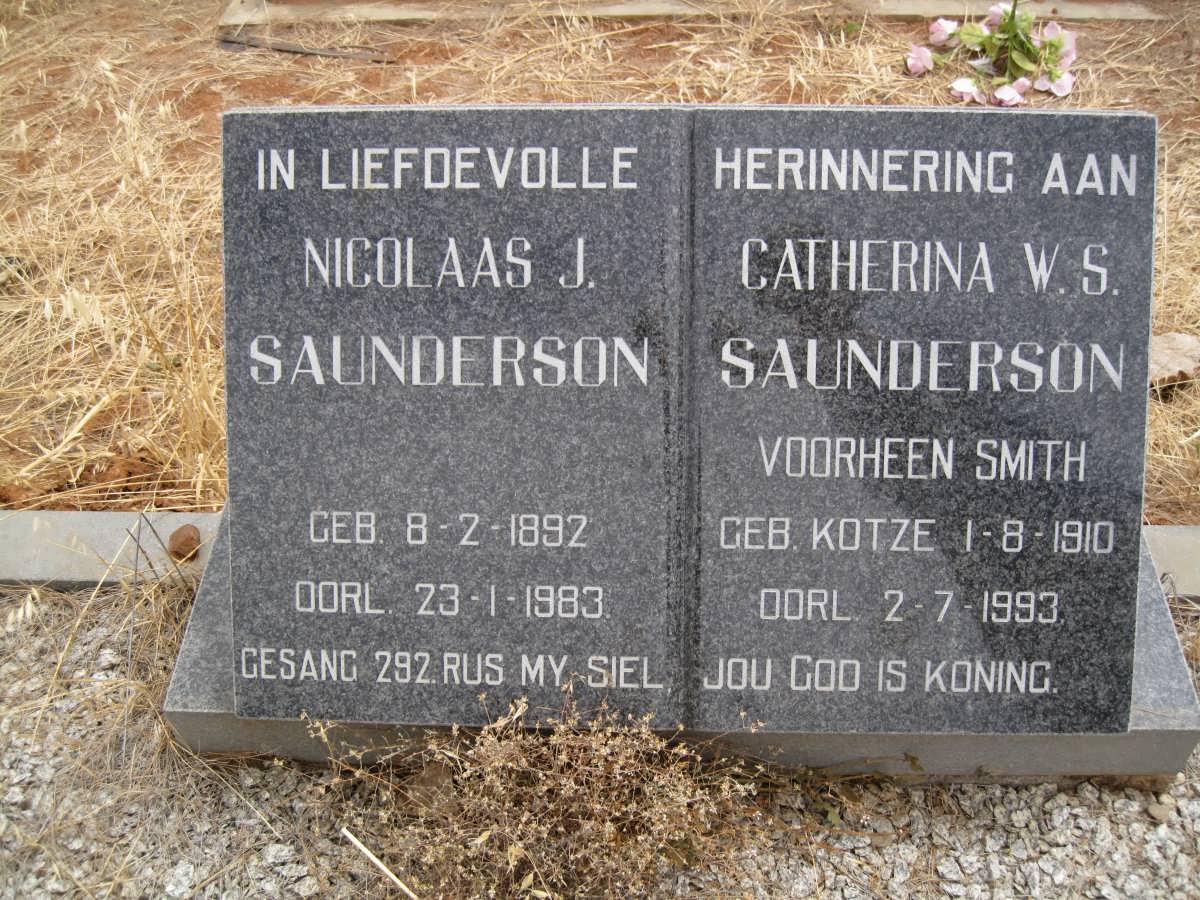 IN LIEFDEVOLLE HERINNERING AAN
NICOLAAS J.
SAUNDERSON
GEB. 8-2-1892
OORL. 23-1-1983.
CATHERINA W.S.
SAUNDERSON
VOORHEEN SMITH
GEB. KOTZE 1-8-1910
OORL. 2-7-1993.
GESANG 292. RUS MY SIEL, JOU GOD IS KONING.